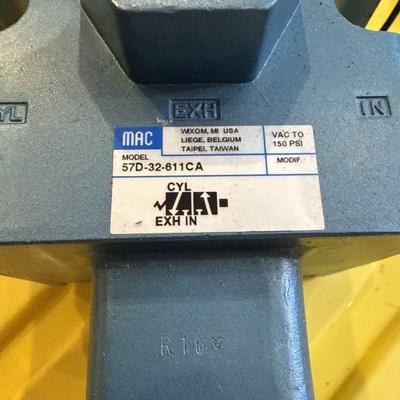 YL EXH IN
MAC
WIXOM, MI USA
LIEGE, BELGIUM
TAIPEI, TAIWAN
VAC TO
150 PSI
MODEL
57D-32-611CA
MODIF.
CYL
EXH IN
R16